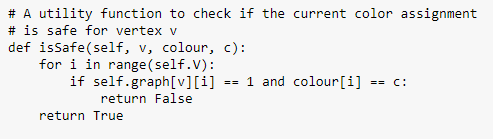 # A utility function to check if the current color assignment
# is safe for vertex v
def isSafe(self, v, colour, c):
    for i in range(self.V):
        if self.graph[v][i] == 1 and colour[i] == c:
            return False
    return True